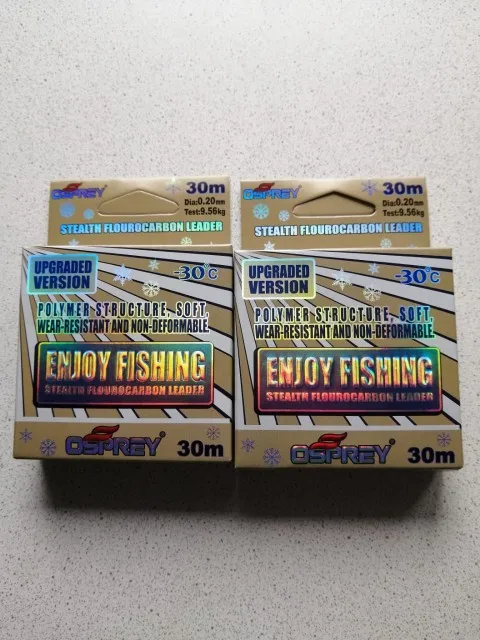 OSPREY
30m
Dia:0.20mm
Test:9.56kg
STEALTH FLOUROCARBON LEADER
UPGRADED
VERSION
-30°C
POLYMER STRUCTURE, SOFT,
WEAR-RESISTANT AND NON-DEFORMABLE.
ENJOY FISHING
STEALTH FLOUROCARBON LEADER
OSPREY®
30m
OSPREY
30m
Dia:0.20mm
Test:9.56kg
STEALTH FLOUROCARBON LEADER
UPGRADED
VERSION
-30°C
POLYMER STRUCTURE, SOFT,
WEAR-RESISTANT AND NON-DEFORMABLE.
ENJOY FISHING
STEALTH FLOUROCARBON LEADER
OSPREY®
30m